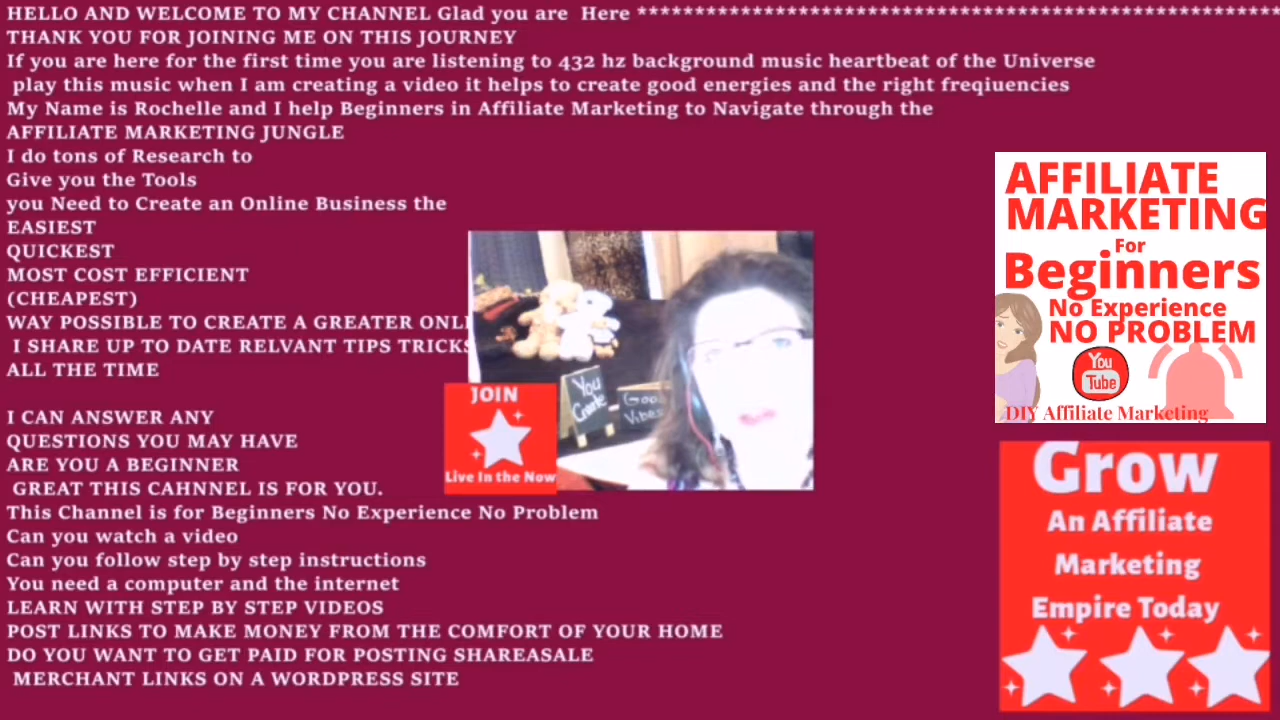 HELLO AND WELCOME TO MY CHANNEL Glad you are Here ****************************************************************************
THANK YOU FOR JOINING ME ON THIS JOURNEY
If you are here for the first time you are listening to 432 hz background music heartbeat of the Universe
play this music when I am creating a video it helps to create good energies and the right freqiuencies
My Name is Rochelle and I help Beginners in Affiliate Marketing to Navigate through the
AFFILIATE MARKETING JUNGLE
I do tons of Research to
Give you the Tools
you Need to Create an Online Business the
EASIEST
QUICKEST
MOST COST EFFICIENT
(CHEAPEST)
WAY POSSIBLE TO CREATE A GREATER ONLI
I SHARE UP TO DATE RELVANT TIPS TRICKS
ALL THE TIME
I CAN ANSWER ANY
QUESTIONS YOU MAY HAVE
ARE YOU A BEGINNER
GREAT THIS CAHNNEL IS FOR YOU.
This Channel is for Beginners No Experience No Problem
Can you watch a video
Can you follow step by step instructions
You need a computer and the internet
LEARN WITH STEP BY STEP VIDEOS
POST LINKS TO MAKE MONEY FROM THE COMFORT OF YOUR HOME
DO YOU WANT TO GET PAID FOR POSTING SHAREASALE
MERCHANT LINKS ON A WORDPRESS SITE
You
Create
Good
Vibes
JOIN
Live In the Now
AFFILIATE
MARKETING
For
Beginners
No Experience
NO PROBLEM
You
Tube
DIY Affiliate Marketing
Grow
An Affiliate
Marketing
Empire Today